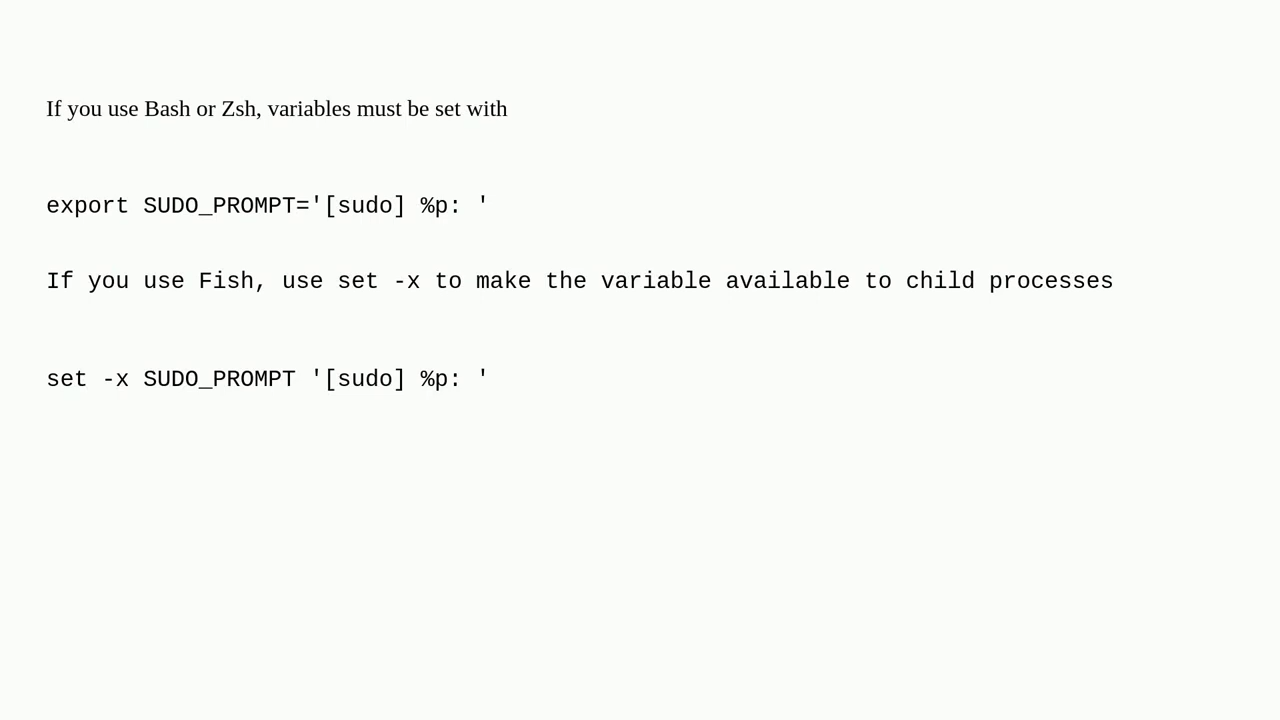 If you use Bash or Zsh, variables must be set with
export SUDO_PROMPT='[sudo] %p: '
If you use Fish, use set -x to make the variable available to child processes
set -x SUDO_PROMPT '[sudo] %p: '